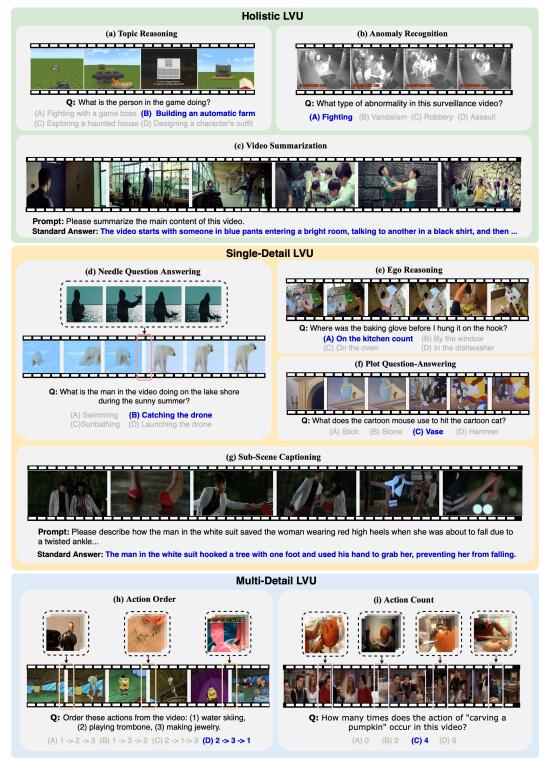 Holistic LVU
(a) Topic Reasoning
Q: What is the person in the game doing?
(A) Fighting with a game boss (B) Building an automatic farm
(C) Exploring a haunted house (D) Designing a character's outfit
(b) Anomaly Recognition
Q: What type of abnormality in this surveillance video?
(A) Fighting (B) Vandalism (C) Robbery (D) Assault
(c) Video Summarization
Prompt: Please summarize the main content of this video.
Standard Answer: The video starts with someone in blue pants entering a bright room, talking to another in a black shirt, and then ...
Single-Detail LVU
(d) Needle Question Answering
Q: What is the man in the video doing on the lake shore
during the sunny summer?
(A) Swimming (B) Catching the drone
(C)Sunbathing (D) Launching the drone
(e) Ego Reasoning
Q: Where was the baking glove before I hung it on the hook?
(A) On the kitchen count (B) By the window
(C) On the oven (D) In the dishwasher
(f) Plot Question-Answering
Q: What does the cartoon mouse use to hit the cartoon cat?
(A) Stick (B) Stone (C) Vase (D) Hammer
(g) Sub-Scene Captioning
Prompt: Please describe how the man in the white suit saved the woman wearing red high heels when she was about to fall due to
a twisted ankle...
Standard Answer: The man in the white suit hooked a tree with one foot and used his hand to grab her, preventing her from falling.
Multi-Detail LVU
(h) Action Order
Q: Order these actions from the video: (1) water skiing,
(2) playing trombone, (3) making jewelry.
(A) 1 -> 2 -> 3 (B) 1 -> 3 -> 2 (C) 2 -> 1-> 3 (D) 2 -> 3 -> 1
(i) Action Count
Q: How many times does the action of "carving a
pumpkin" occur in this video?
(A) 0 (B) 2 (C) 4 (D) 6